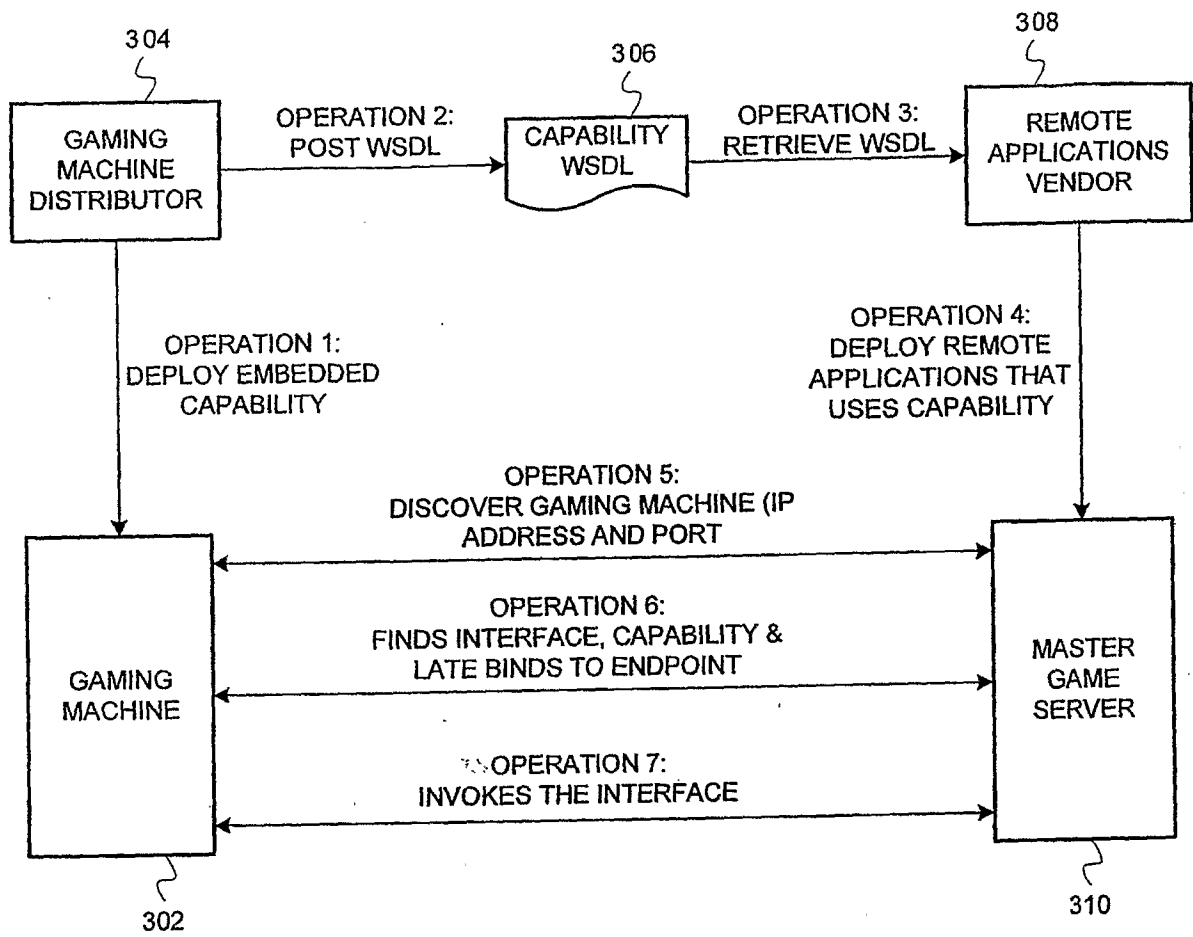 304
306
308
GAMING
MACHINE
DISTRIBUTOR
OPERATION 2:
POST WSDL
CAPABILITY
WSDL
OPERATION 3:
RETRIEVE WSDL
REMOTE
APPLICATIONS
VENDOR
OPERATION 1:
DEPLOY EMBEDDED
CAPABILITY
OPERATION 4:
DEPLOY REMOTE
APPLICATIONS THAT
USES CAPABILITY
OPERATION 5:
DISCOVER GAMING MACHINE (IP
ADDRESS AND PORT
OPERATION 6:
FINDS INTERFACE, CAPABILITY &
LATE BINDS TO ENDPOINT
GAMING
MACHINE
MASTER
GAME
SERVER
OPERATION 7:
INVOKES THE INTERFACE
302
310